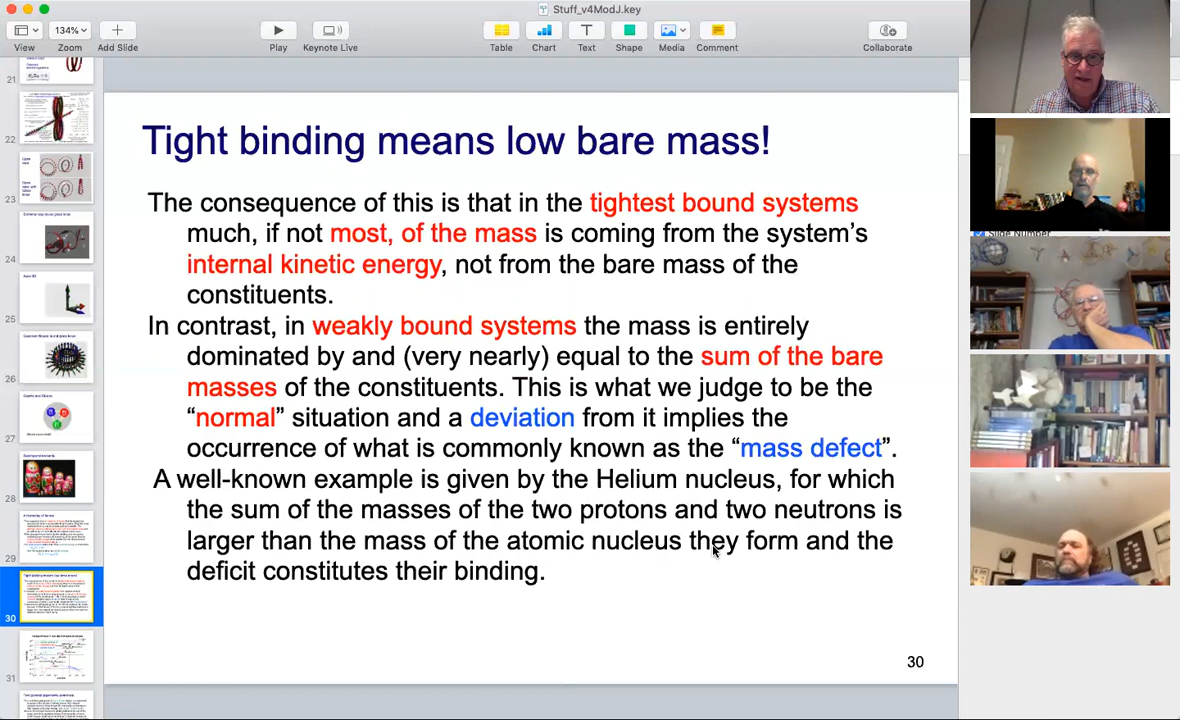 Stuff_v4ModJ.key
134%
View
Zoom
Add Slide
Play
Keynote Live
Table
Chart
Text
Shape
Media
Comment
Collaborate
21
22
23
24
25
26
27
28
29
30
31
Tight binding means low bare mass!
The consequence of this is that in the tightest bound systems
much, if not most, of the mass is coming from the system’s
internal kinetic energy, not from the bare mass of the
constituents.
In contrast, in weakly bound systems the mass is entirely
dominated by and (very nearly) equal to the sum of the bare
masses of the constituents. This is what we judge to be the
“normal” situation and a deviation from it implies the
occurrence of what is commonly known as the “mass defect”.
A well-known example is given by the Helium nucleus, for which
the sum of the masses of the two protons and two neutrons is
larger than the mass of the atomic nucleus they form and the
deficit constitutes their binding.
30
Slide Number